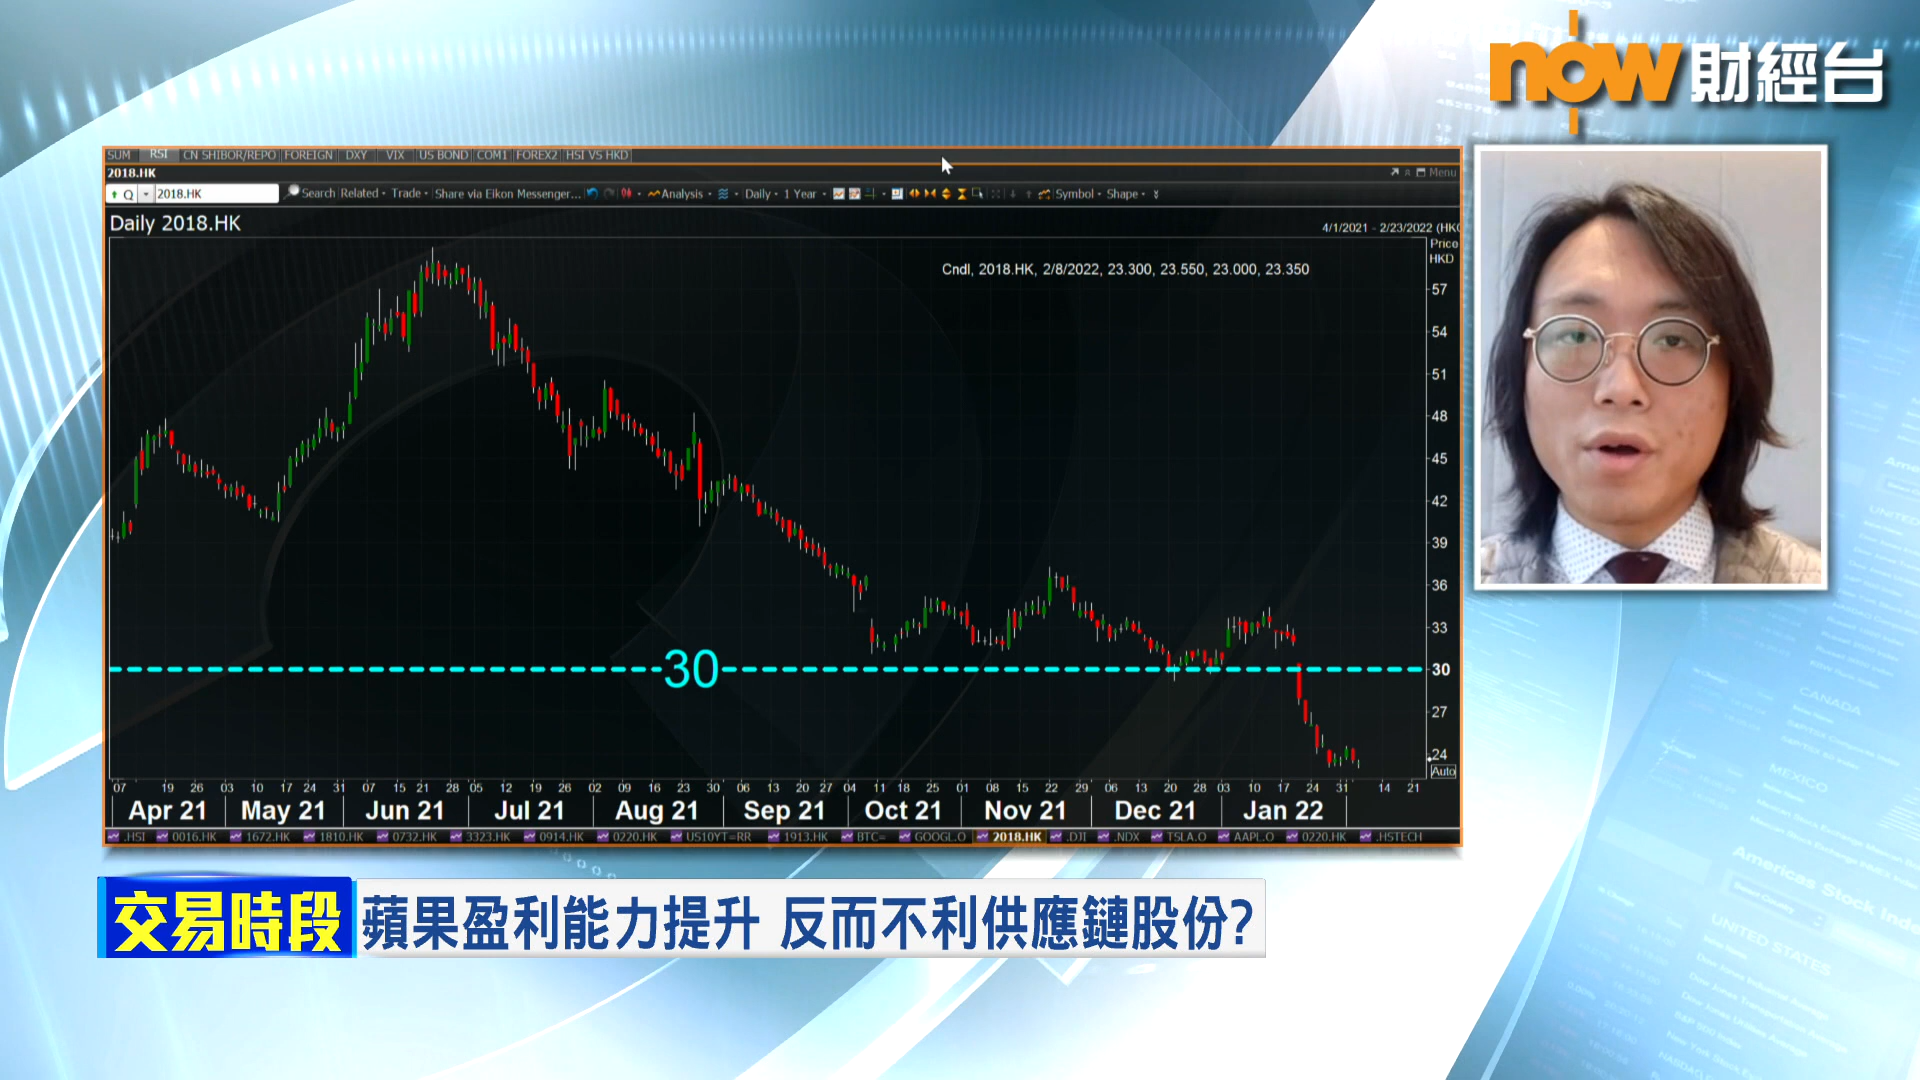 now 財經台
SUM RSI CN SHIBOR/REPO FOREIGN DXY VIX US BOND COM1 FOREX2 HSI VS HKD
2018.HK
Menu
Q 2018.HK Search Related Trade Share via Eikon Messenger... Analysis Daily 1 Year Symbol Shape
Daily 2018.HK
4/1/2021 - 2/23/2022 (HK
Price
HKD
Cndl, 2018.HK, 2/8/2022, 23.300, 23.550, 23.000, 23.350
57
54
51
48
45
42
39
36
33
30
30
27
24
Auto
07 19 26 03 10 17 24 31 07 15 21 28 05 12 19 26 02 09 16 23 30 06 13 20 27 04 11 18 25 01 08 15 22 29 06 13 20 28 03 10 17 24 31 14 21
Apr 21 May 21 Jun 21 Jul 21 Aug 21 Sep 21 Oct 21 Nov 21 Dec 21 Jan 22
.HSI 0016.HK 1672.HK 1810.HK 0732.HK 3323.HK 0914.HK 0220.HK US10YT=RR 1913.HK BTC= GOOGL.O 2018.HK .DJI .NDX TSLA.O AAPL.O 0220.HK .HSTECH
交易時段 蘋果盈利能力提升 反而不利供應鏈股份?
CANADA
MEXICO
Americas Stock Inde
UNITED STATES